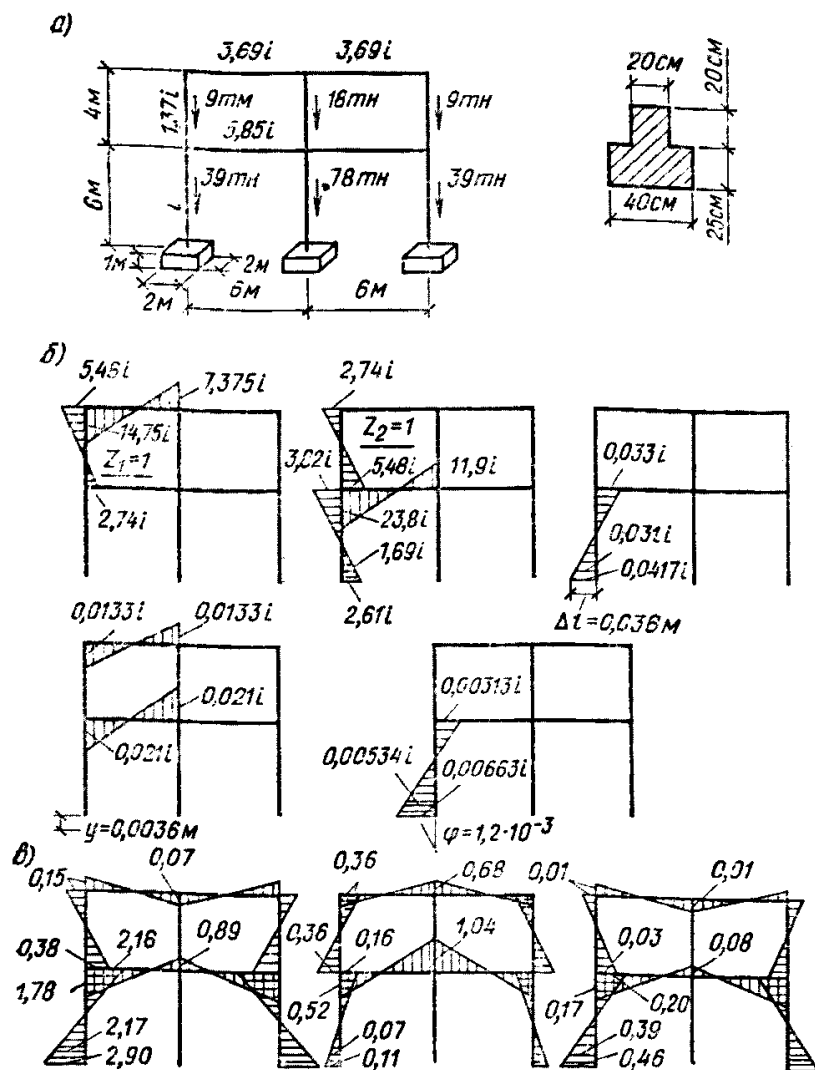 а)
3,69i 3,69i
20см
20см
4м
1,37i
9тм
18тн
9тн
5,85i
39тн
78тн
39тн
6м
i
40см
25см
1м
2м
2м
6м
6м
б)
5,48i
7,375i
14,75i
Z₁=1
2,74i
2,74i
Z₂=1
3,02i
5,48i
11,9i
23,8i
1,69i
2,61i
0,033i
0,031i
0,0417i
Δi=0,036м
0,0133i
0,0133i
0,021i
0,021i
y=0,0036м
0,00313i
0,00534i
0,00663i
φ=1,2·10⁻³
в)
0,15
0,07
0,38
2,16
0,89
1,78
2,17
2,90
0,36
0,68
0,36
0,16
1,04
0,52
0,07
0,11
0,01
0,01
0,03
0,08
0,17
0,20
0,39
0,46